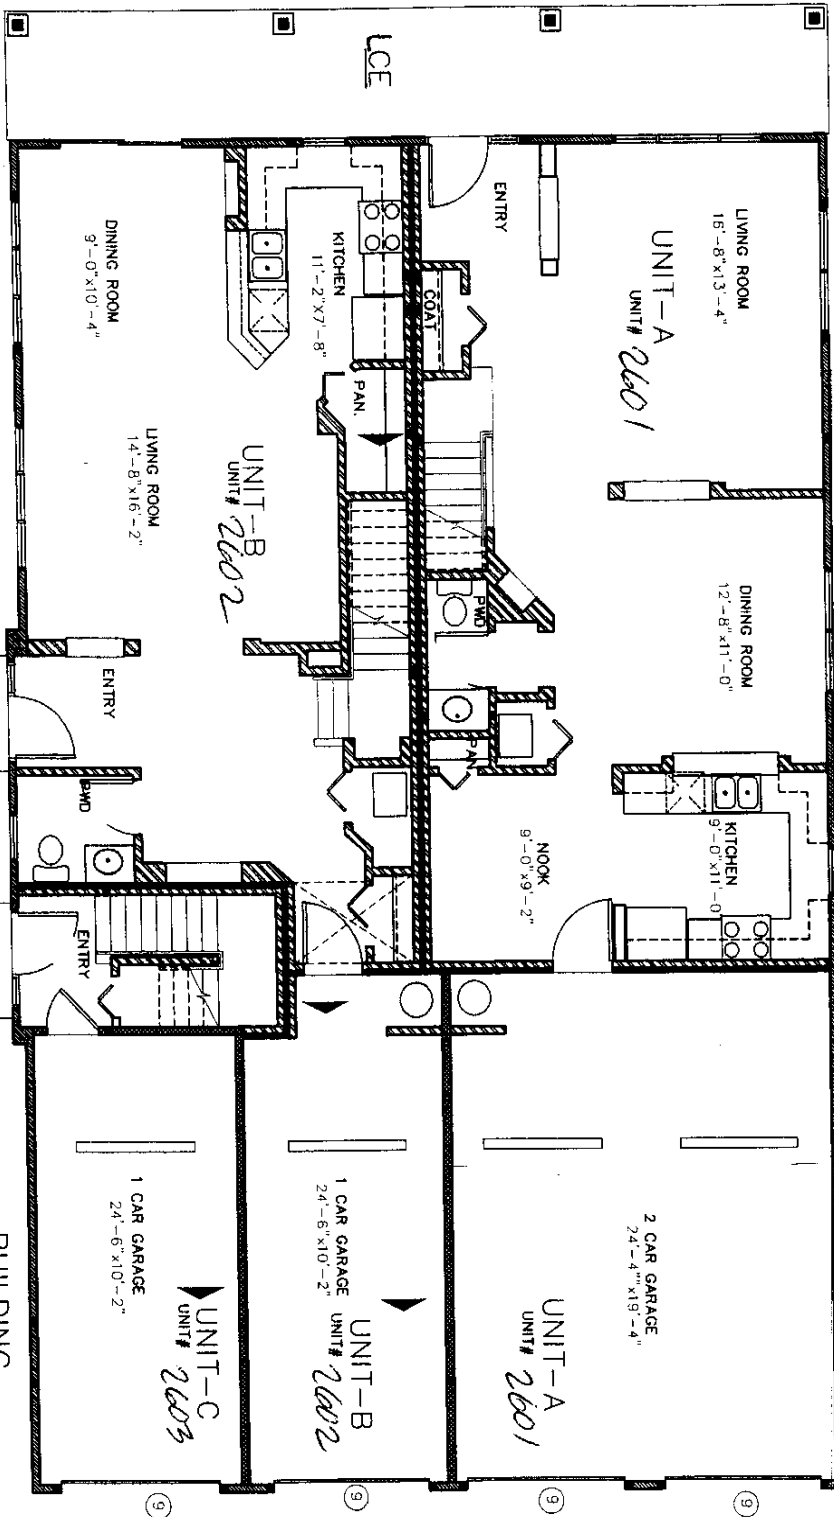 LCE
ENTRY
LIVING ROOM
15'-8"x13'-4"
UNIT-A
UNIT# 2601
COAT
KITCHEN
11'-2"x7'-8"
DINING ROOM
9'-0"x10'-4"
PAN.
LIVING ROOM
14'-8"x16'-2"
UNIT-B
UNIT# 2602
DINING ROOM
12'-8"x11'-0"
PWD
ENTRY
PAN
PWD
KITCHEN
9'-0"x11'-0
NOOK
9'-0"x9'-2"
ENTRY
1 CAR GARAGE
24'-6"x10'-2"
1 CAR GARAGE
24'-6"x10'-2"
2 CAR GARAGE
24'-4"x19'-4"
UNIT-C
UNIT# 2603
UNIT-B
UNIT# 2602
UNIT-A
UNIT# 2601
BUILDING
9
9
9
9